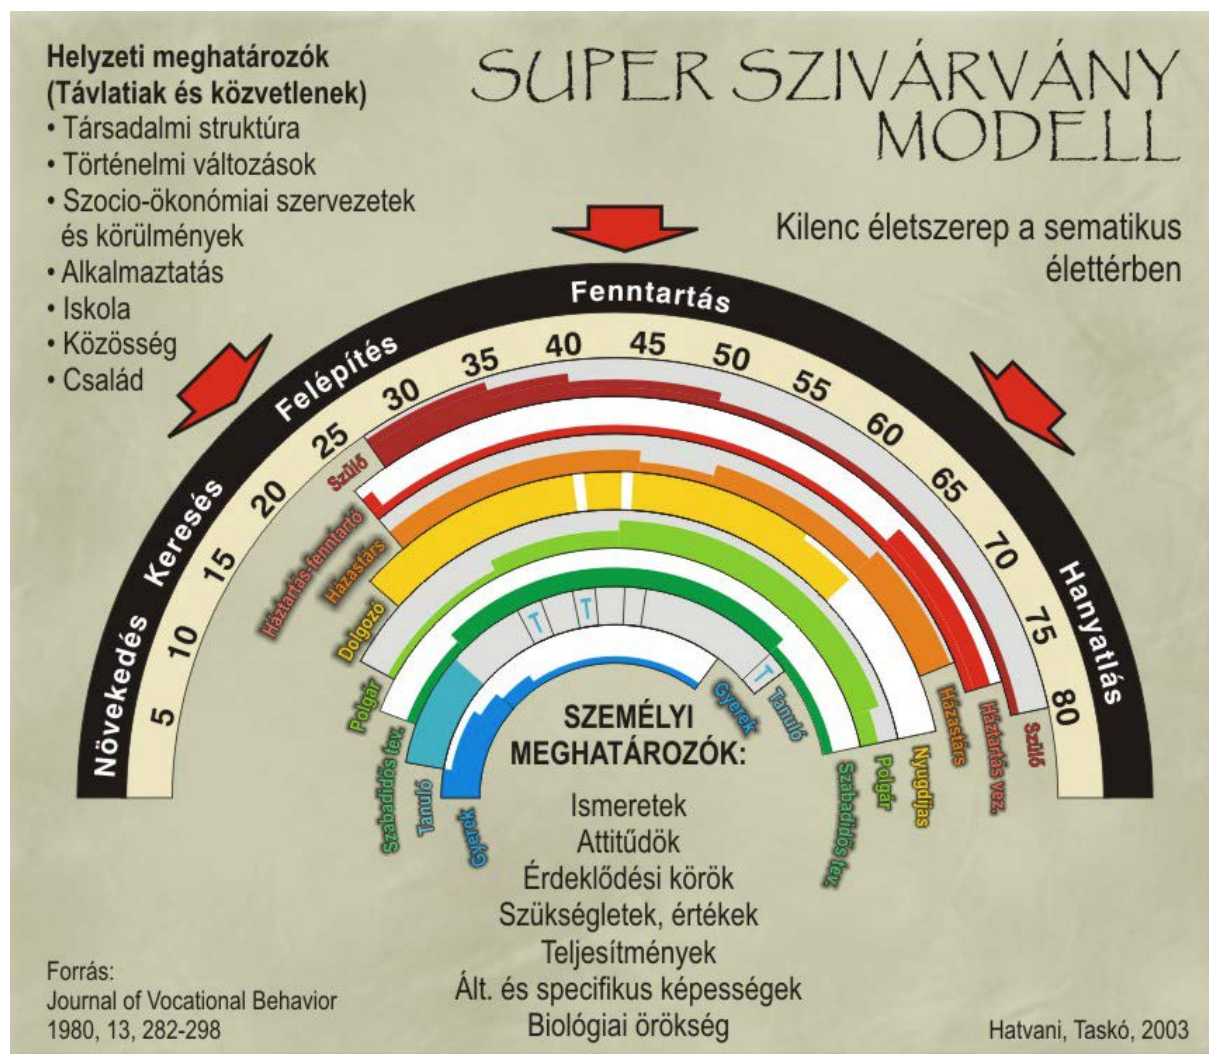 Helyzeti meghatározók
(Távlatiak és közvetlenek)
• Társadalmi struktúra
• Történelmi változások
• Szocio-ökonómiai szervezetek
és körülmények
• Alkalmaztatás
• Iskola
• Közösség
• Család
SUPER SZIVÁRVÁNY
MODELL
Kilenc életszerep a sematikus
élettérben
Növekedés
Keresés
Felépítés
Fenntartás
Hanyatlás
5
10
15
20
25
30
35
40
45
50
55
60
65
70
75
80
Szülő
Háztártás-fenntartó
Házastárs
Dolgozó
Polgár
Szabadidős tev.
Tanuló
Gyerek
T
T
T
Gyerek
Tanuló
Szabadidős tev.
Polgár
Nyugdíjas
Házastárs
Háztartás vez.
Szülő
SZEMÉLYI
MEGHATÁROZÓK:
Ismeretek
Attitűdök
Érdeklődési körök
Szükségletek, értékek
Teljesítmények
Ált. és specifikus képességek
Biológiai örökség
Forrás:
Journal of Vocational Behavior
1980, 13, 282-298
Hatvani, Taskó, 2003